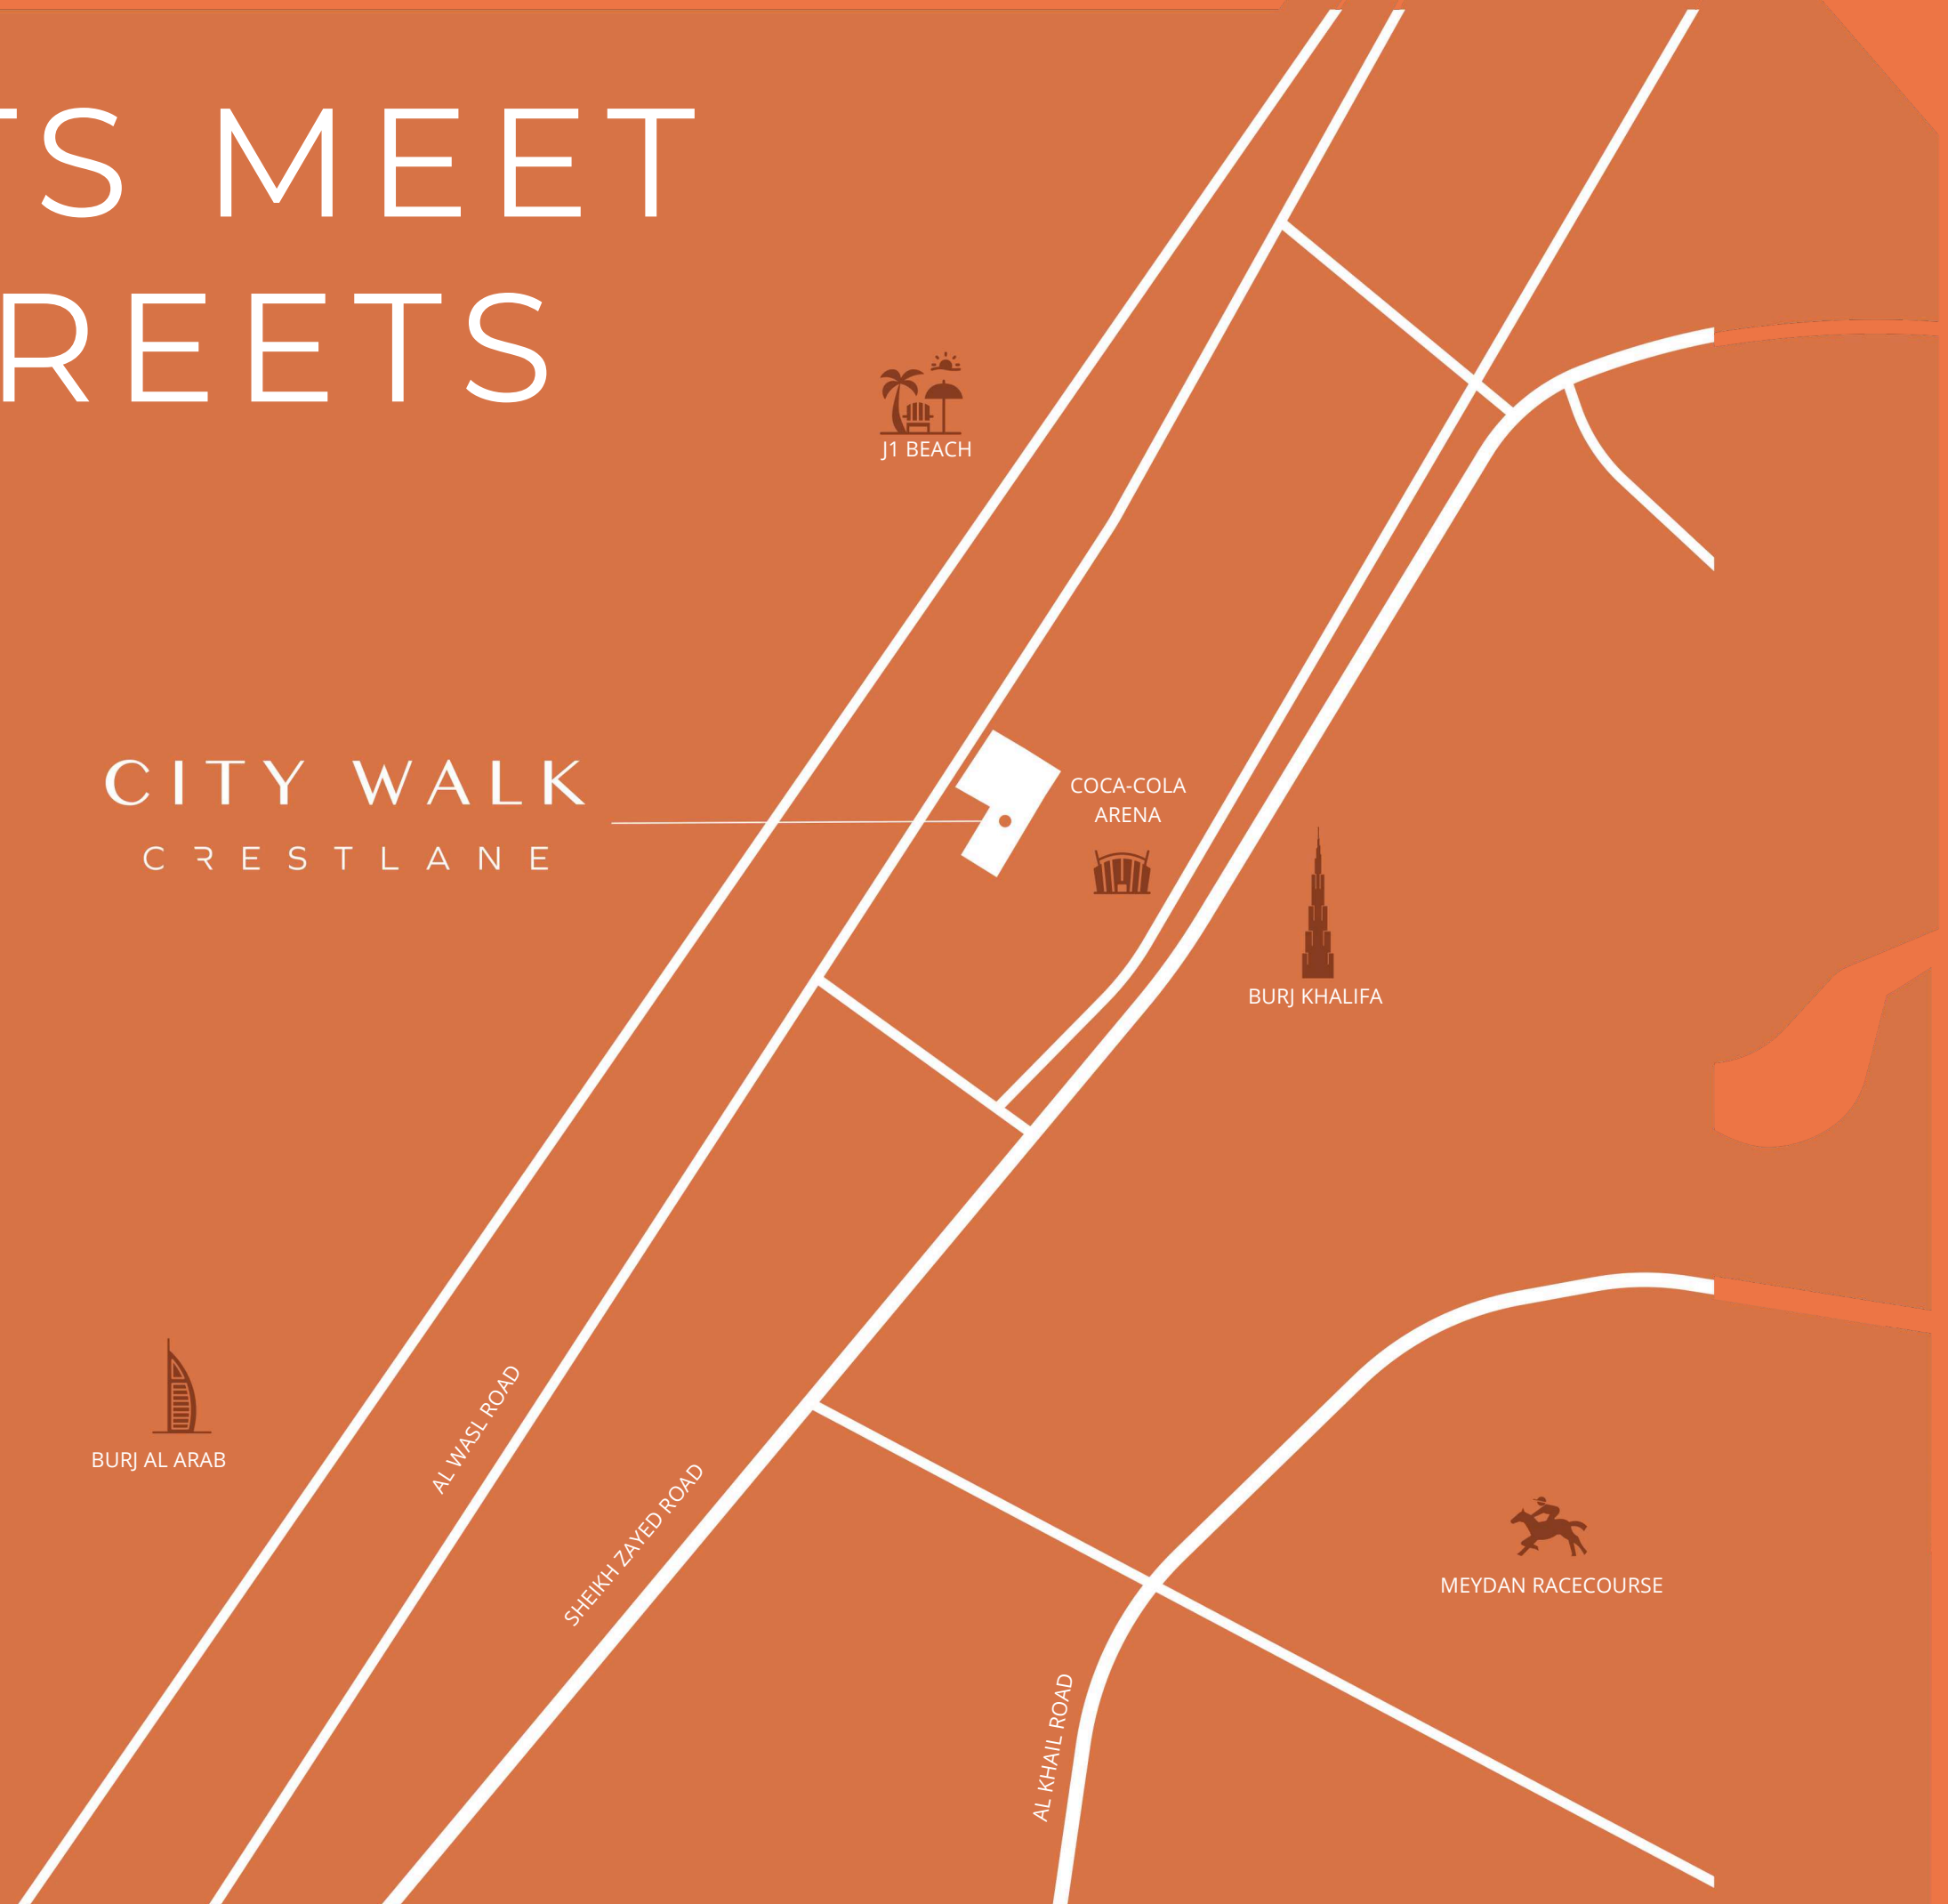 TS MEET
REETS
J1 BEACH
CITY WALK
CRESTLANE
COCA-COLA
ARENA
BURJ KHALIFA
BURJ AL ARAB
AL WASL ROAD
SHEIKH ZAYED ROAD
MEYDAN RACECOURSE
AL KHAIL ROAD